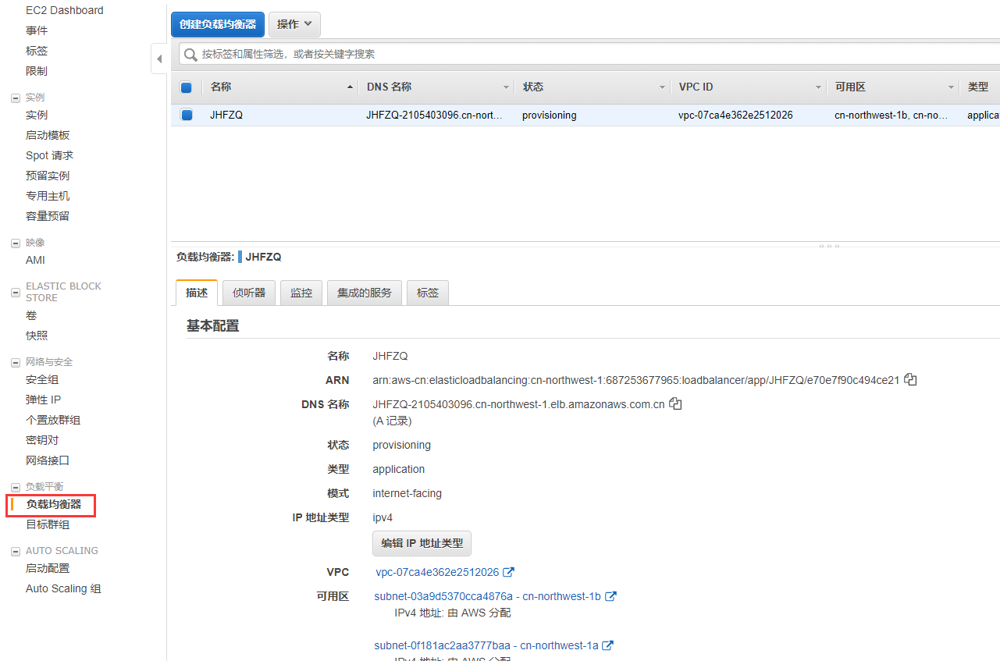 EC2 Dashboard
事件
标签
限制
实例
实例
启动模板
Spot 请求
预留实例
专用主机
容量预留
映像
AMI
ELASTIC BLOCK
STORE
卷
快照
网络与安全
安全组
弹性 IP
个置放群组
密钥对
网络接口
负载平衡
负载均衡器
目标群组
AUTO SCALING
启动配置
Auto Scaling 组
创建负载均衡器 操作
按标签和属性筛选，或者按关键字搜索
名称 DNS 名称 状态 VPC ID 可用区 类型
JHFZQ JHFZQ-2105403096.cn-nort... provisioning vpc-07ca4e362e2512026 cn-northwest-1b, cn-no... applica
负载均衡器: JHFZQ
描述 侦听器 监控 集成的服务 标签
基本配置
名称 JHFZQ
ARN arn:aws-cn:elasticloadbalancing:cn-northwest-1:687253677965:loadbalancer/app/JHFZQ/e70e7f90c494ce21
DNS 名称 JHFZQ-2105403096.cn-northwest-1.elb.amazonaws.com.cn
(A 记录)
状态 provisioning
类型 application
模式 internet-facing
IP 地址类型 ipv4
编辑 IP 地址类型
VPC vpc-07ca4e362e2512026
可用区 subnet-03a9d5370cca4876a - cn-northwest-1b
IPv4 地址: 由 AWS 分配
subnet-0f181ac2aa3777baa - cn-northwest-1a
IPv4 地址: 由 AWS 分配